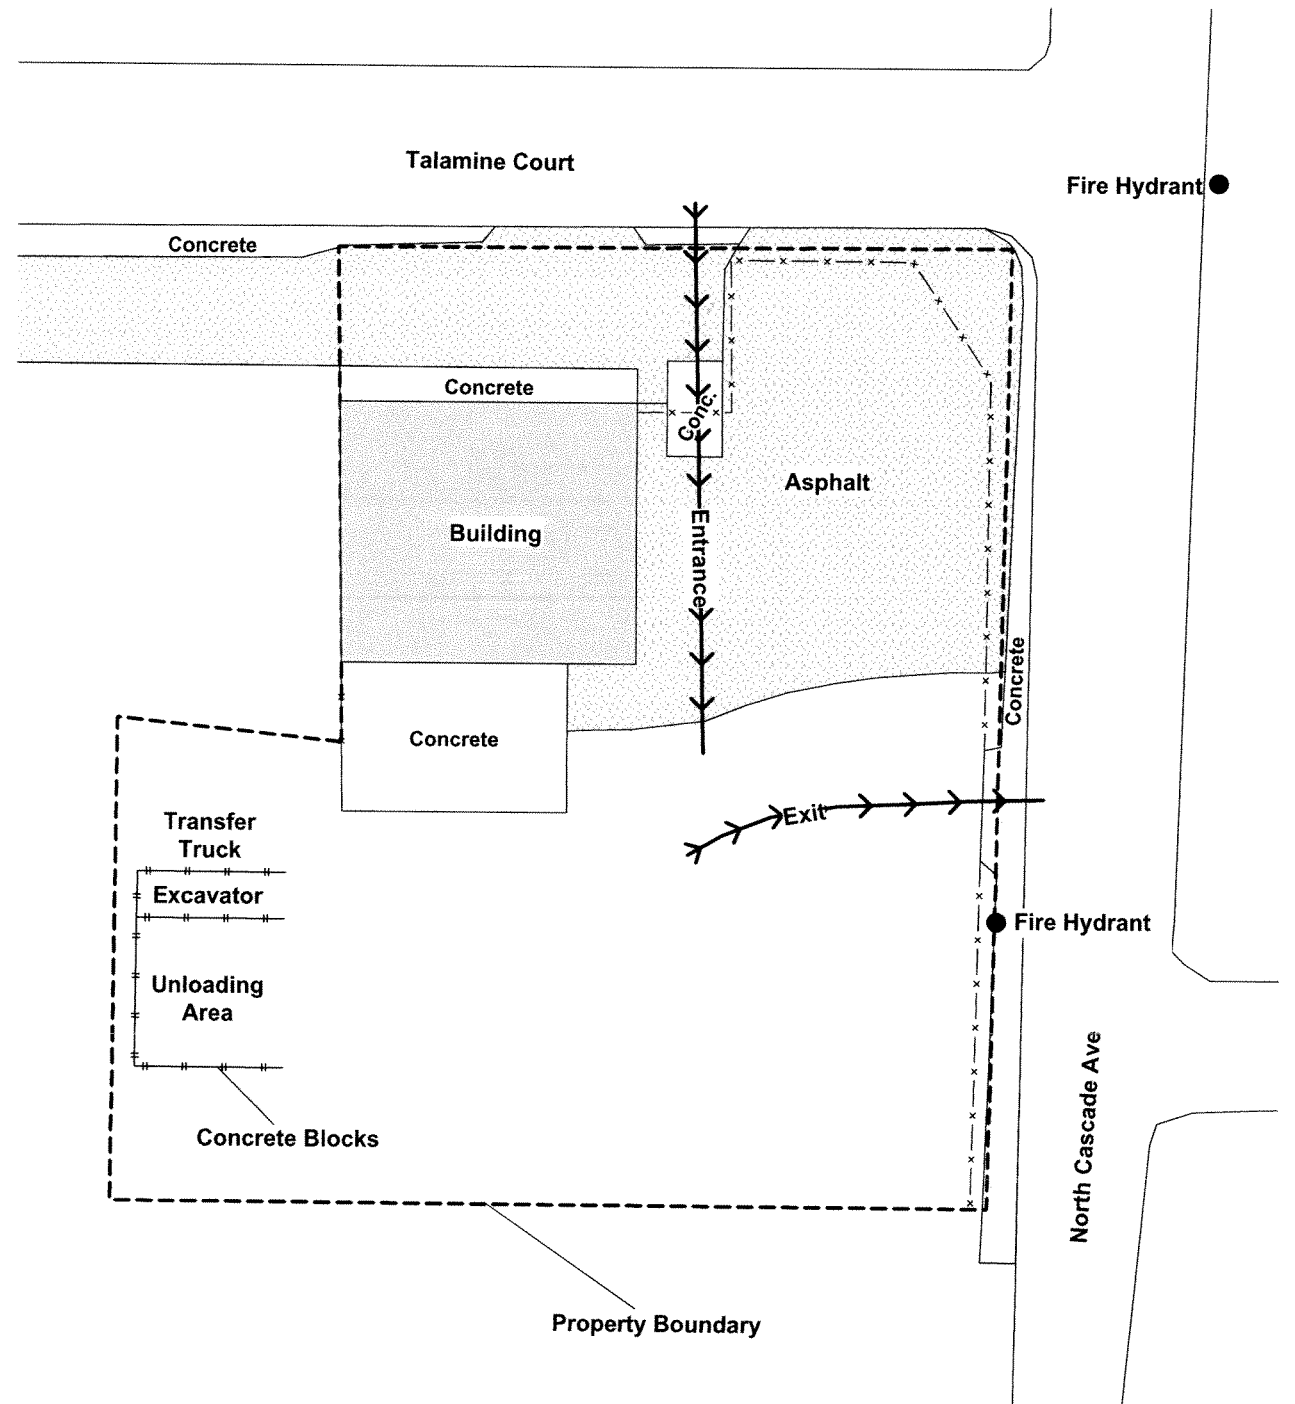 Talamine Court
Fire Hydrant
Concrete
Concrete
Conc.
Asphalt
Entrance
Building
Concrete
Concrete
Transfer
Truck
Exit
Excavator
Fire Hydrant
Unloading
Area
North Cascade Ave
Concrete Blocks
Property Boundary